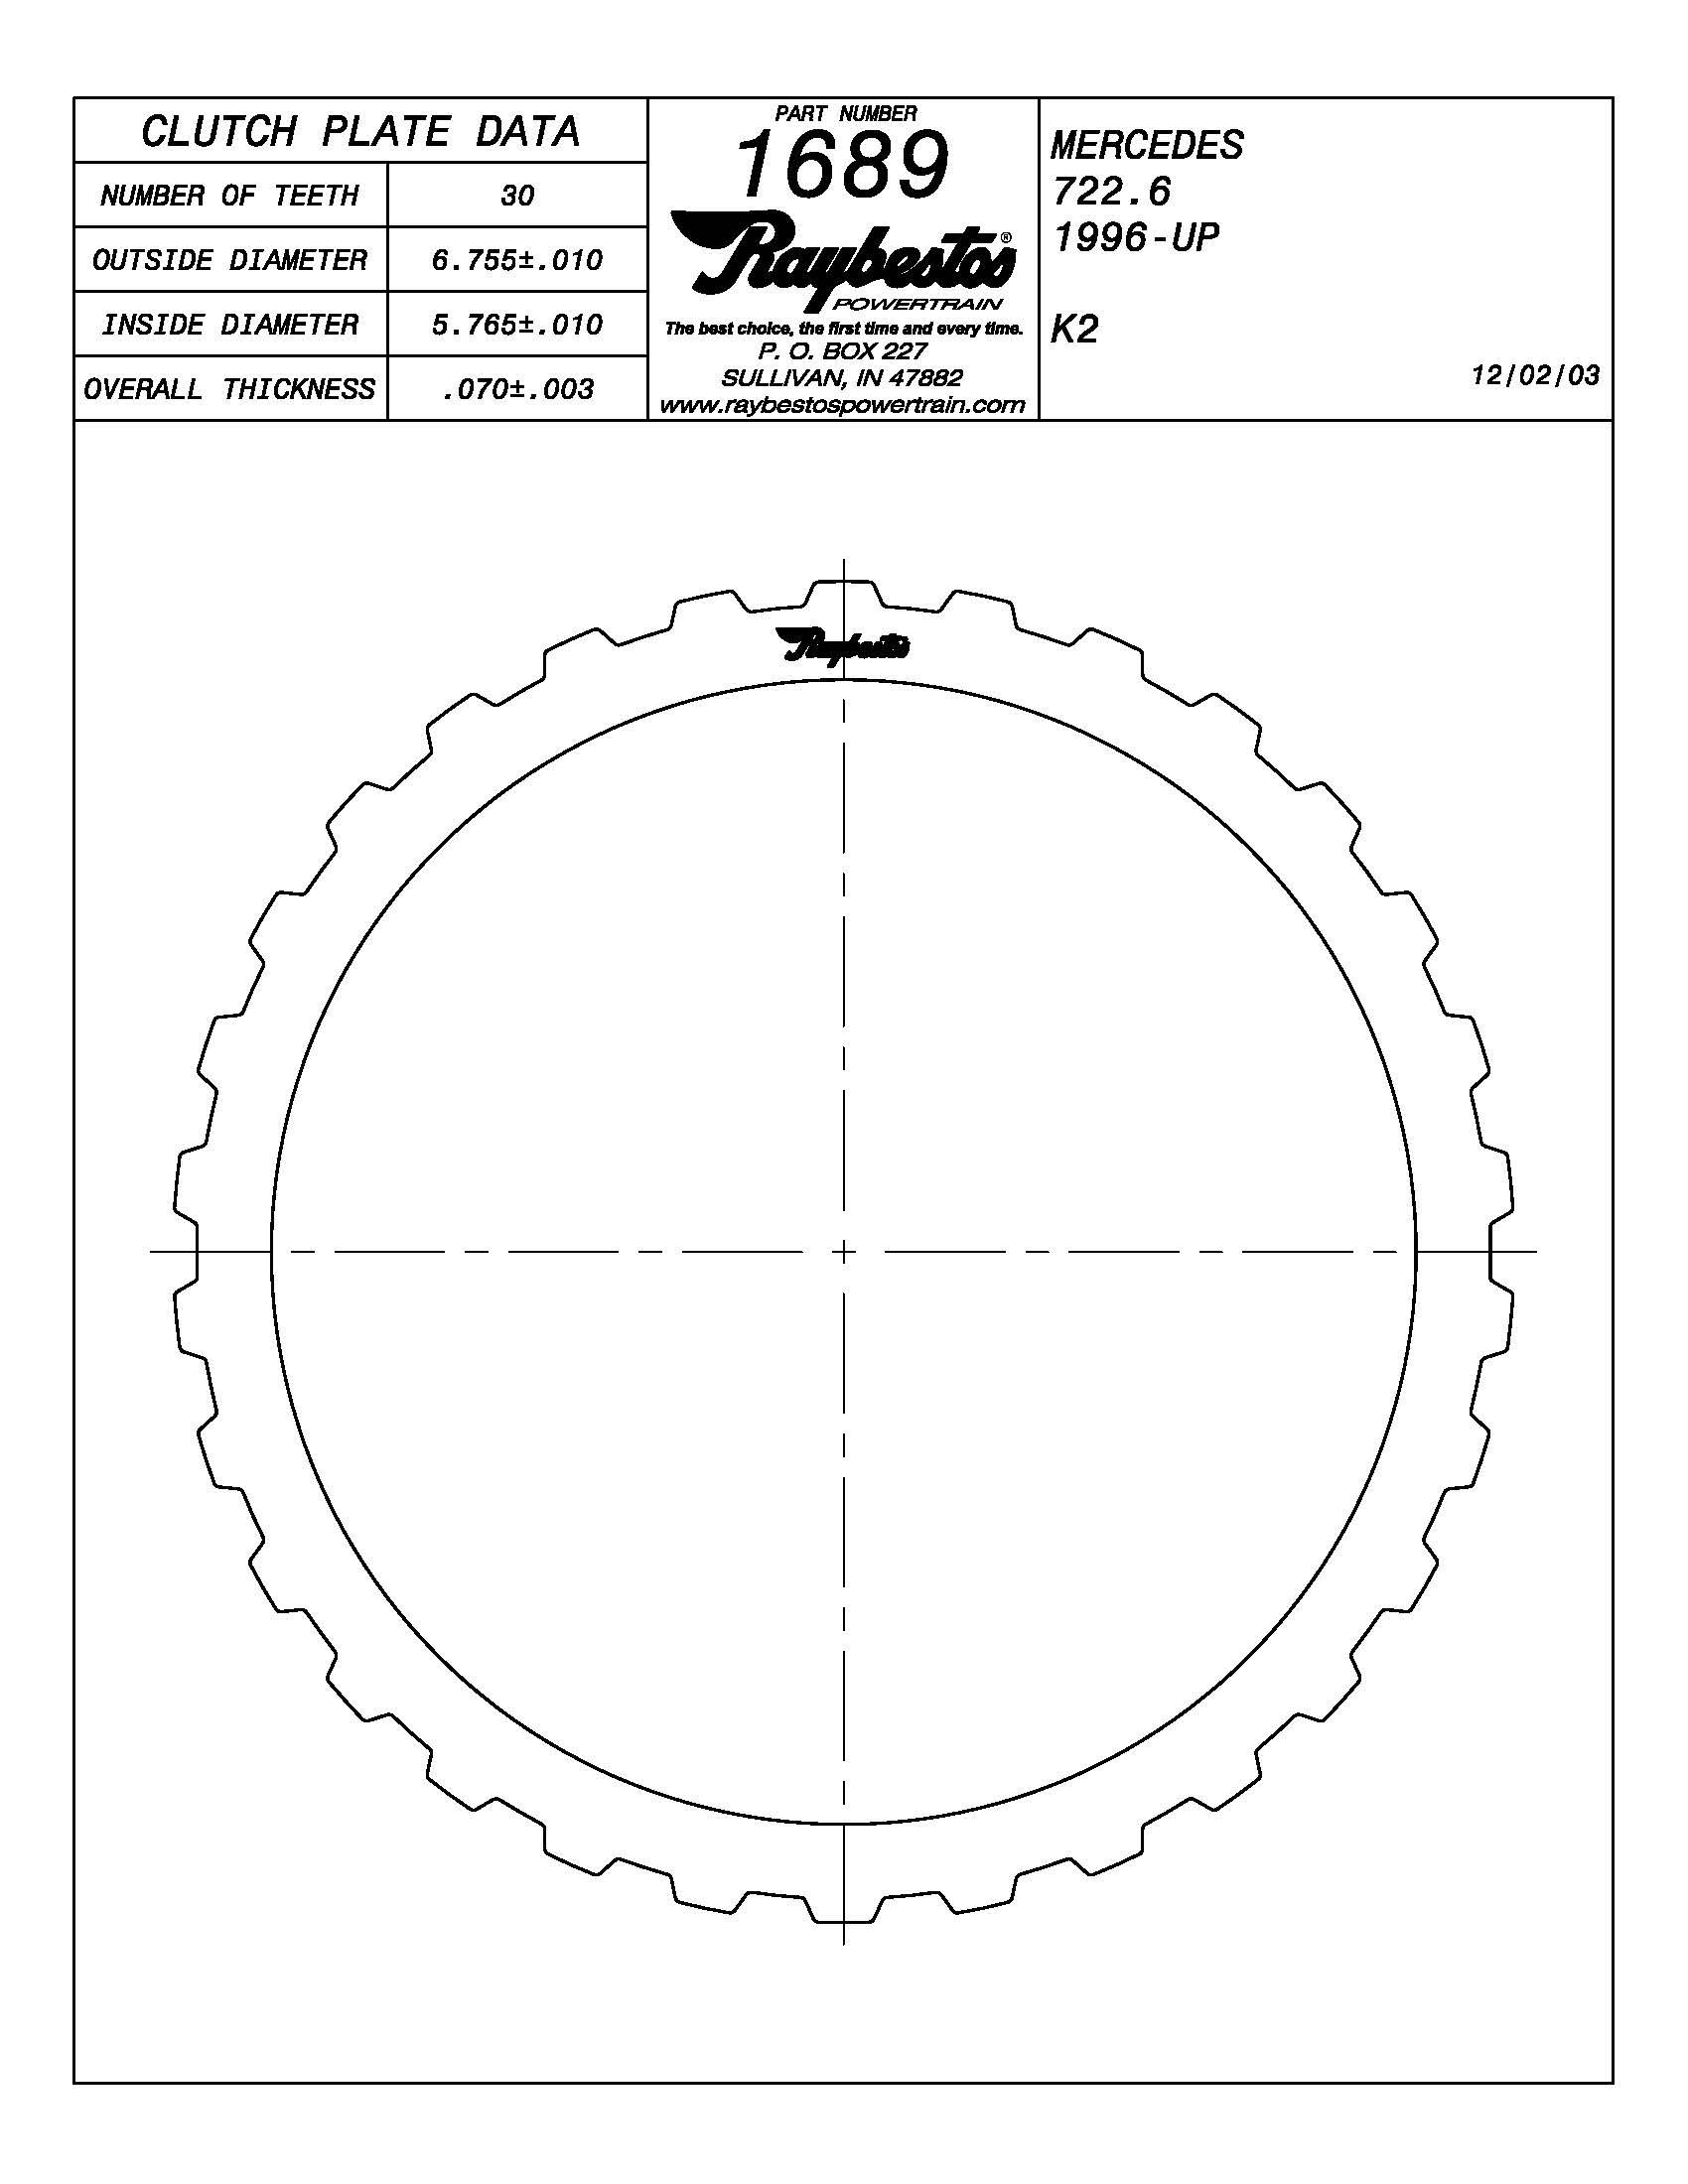 CLUTCH PLATE DATA
NUMBER OF TEETH 30
OUTSIDE DIAMETER 6.755±.010
INSIDE DIAMETER 5.765±.010
OVERALL THICKNESS .070±.003
PART NUMBER
1689
Raybestos®
POWERTRAIN
The best choice, the first time and every time.
P. O. BOX 227
SULLIVAN, IN 47882
www.raybestospowertrain.com
MERCEDES
722.6
1996-UP
K2
12/02/03
Raybestos